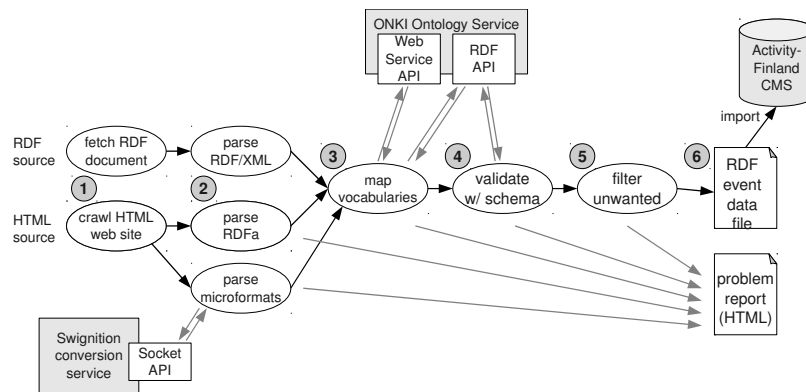 ONKI Ontology Service
Web
Service
API
RDF
API
Activity-
Finland
CMS
import
RDF
source
fetch RDF
document
parse
RDF/XML
3
4
5
6
map
vocabularies
validate
w/ schema
filter
unwanted
RDF
event
data
file
1
2
HTML
source
crawl HTML
web site
parse
RDFa
parse
microformats
problem
report
(HTML)
Swignition
conversion
service
Socket
API